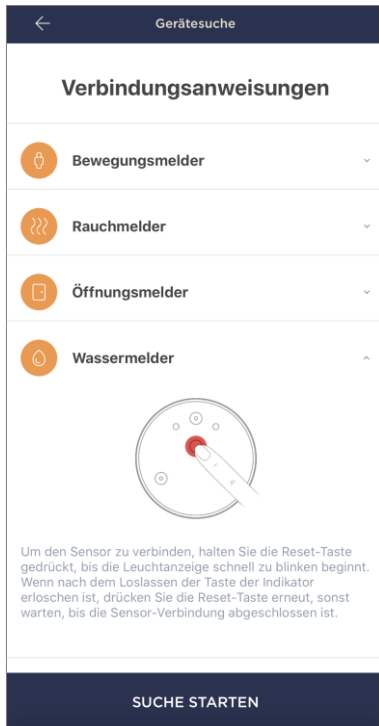 Gerätesuche
Verbindungsanweisungen
Bewegungsmelder
Rauchmelder
Öffnungsmelder
Wassermelder
Um den Sensor zu verbinden, halten Sie die Reset-Taste
gedrückt, bis die Leuchtanzeige schnell zu blinken beginnt.
Wenn nach dem Loslassen der Taste der Indikator
erloschen ist, drücken Sie die Reset-Taste erneut, sonst
warten, bis die Sensor-Verbindung abgeschlossen ist.
SUCHE STARTEN